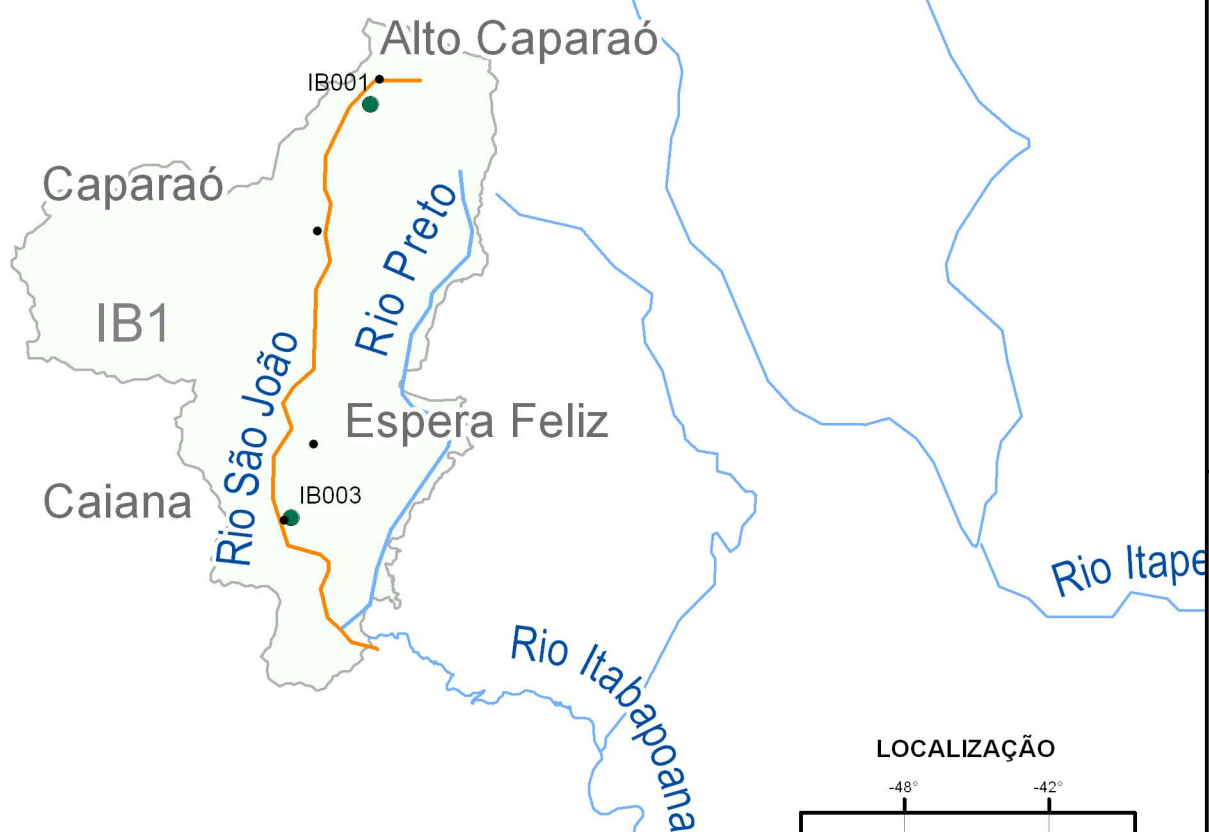 Alto Caparaó
IB001
Caparaó
Rio Preto
IB1
Rio São João
Espera Feliz
Caiana
IB003
Rio Itape
Rio Itabapoana
LOCALIZAÇÃO
-48° -42°